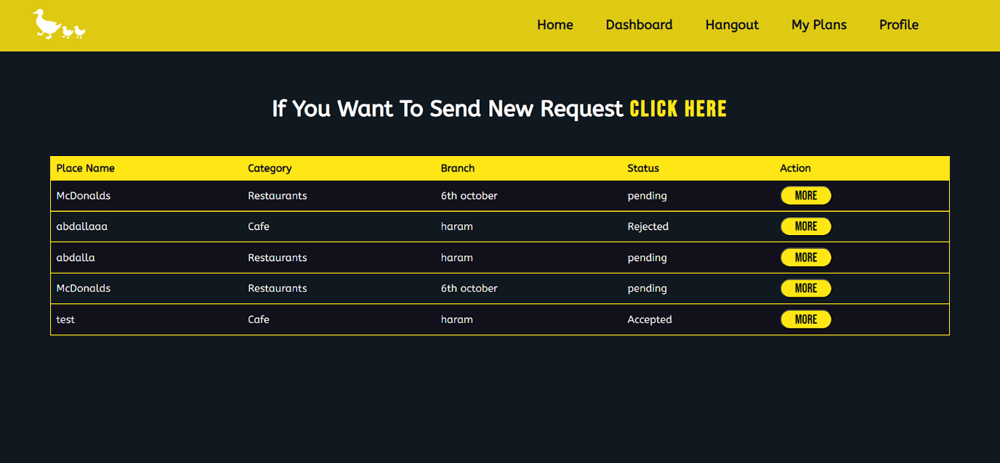 Home Dashboard Hangout My Plans Profile
If You Want To Send New Request CLICK HERE
Place Name Category Branch Status Action
McDonalds Restaurants 6th october pending MORE
abdallaaa Cafe haram Rejected MORE
abdalla Restaurants haram pending MORE
McDonalds Restaurants 6th october pending MORE
test Cafe haram Accepted MORE